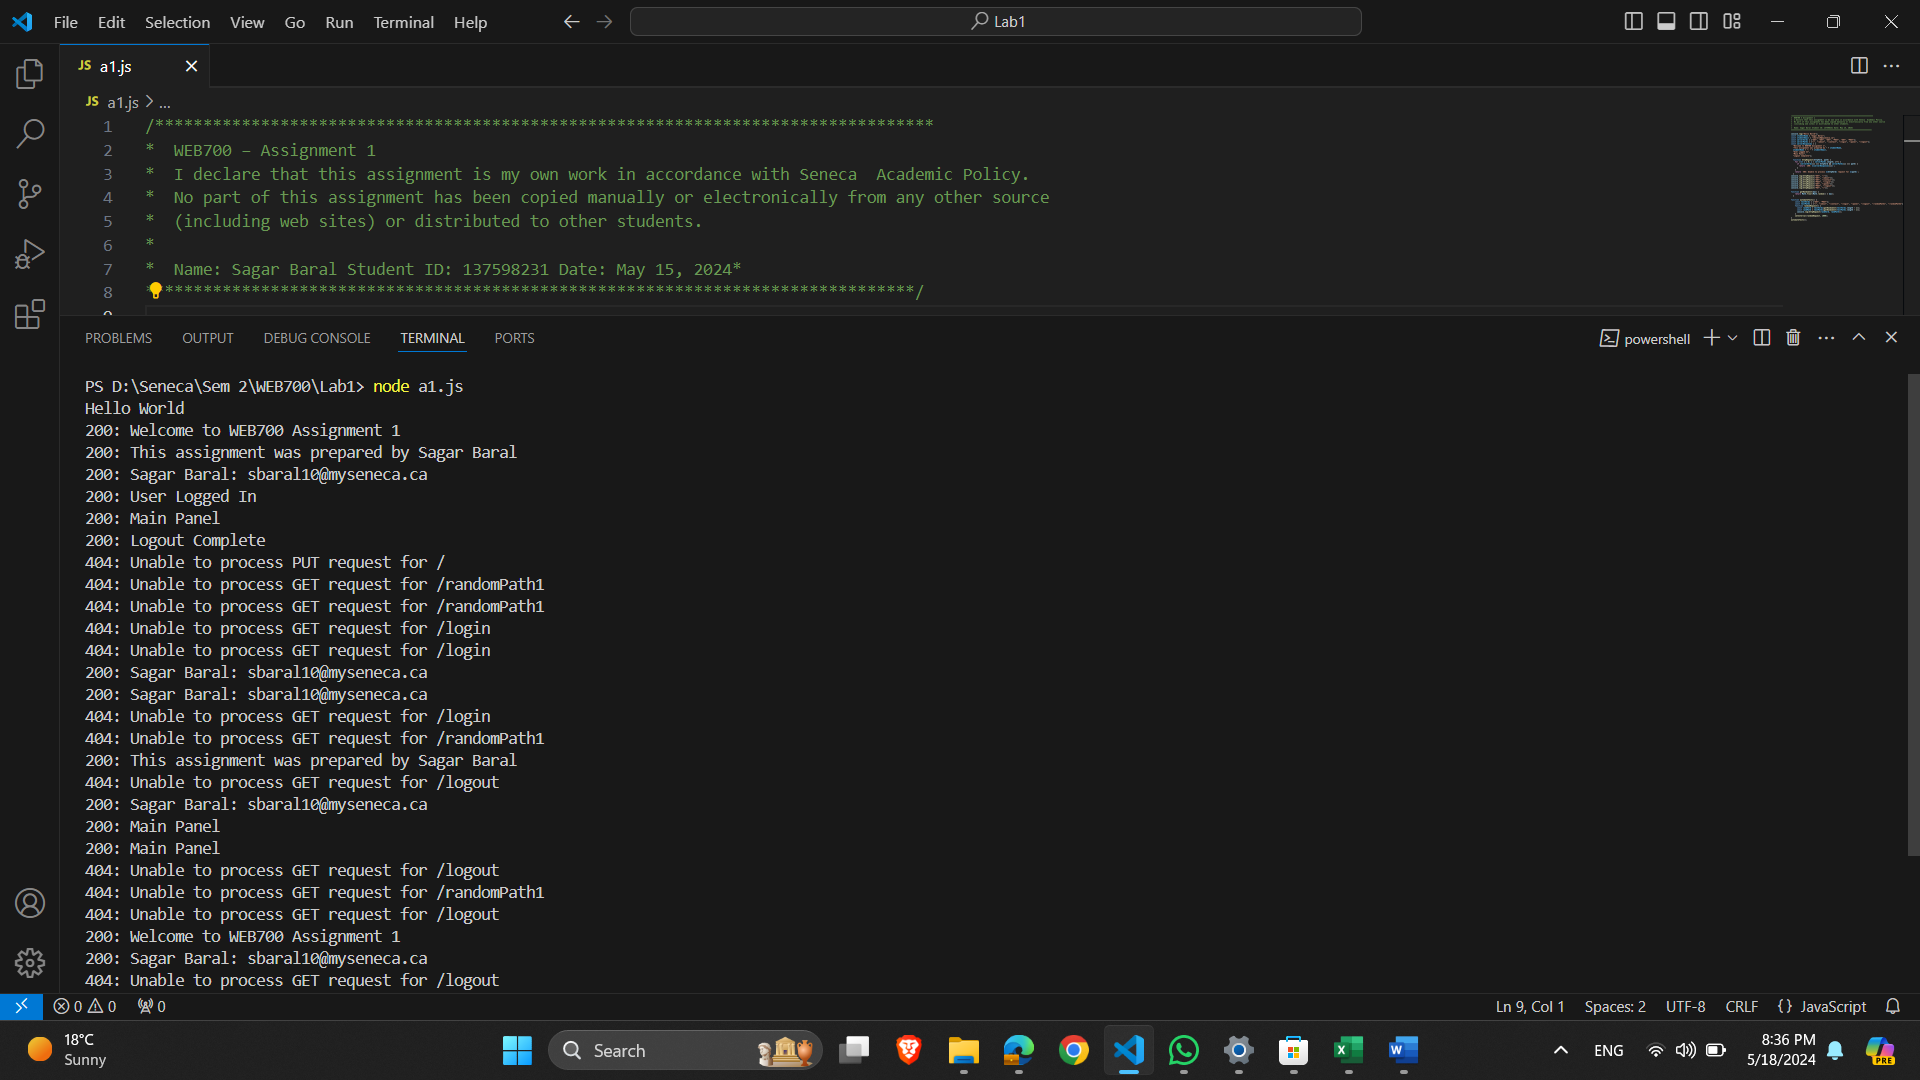 File Edit Selection View Go Run Terminal Help
Lab1
JS a1.js
JS a1.js > ...
1 /*********************************************************************************
2 *  WEB700 – Assignment 1
3 *  I declare that this assignment is my own work in accordance with Seneca  Academic Policy.
4 *  No part of this assignment has been copied manually or electronically from any other source
5 *  (including web sites) or distributed to other students.
6 *
7 *  Name: Sagar Baral Student ID: 137598231 Date: May 15, 2024*
8 ********************************************************************************/
PROBLEMS OUTPUT DEBUG CONSOLE TERMINAL PORTS
powershell
PS D:\Seneca\Sem 2\WEB700\Lab1> node a1.js
Hello World
200: Welcome to WEB700 Assignment 1
200: This assignment was prepared by Sagar Baral
200: Sagar Baral: sbaral10@myseneca.ca
200: User Logged In
200: Main Panel
200: Logout Complete
404: Unable to process PUT request for /
404: Unable to process GET request for /randomPath1
404: Unable to process GET request for /randomPath1
404: Unable to process GET request for /login
404: Unable to process GET request for /login
200: Sagar Baral: sbaral10@myseneca.ca
200: Sagar Baral: sbaral10@myseneca.ca
404: Unable to process GET request for /login
404: Unable to process GET request for /randomPath1
200: This assignment was prepared by Sagar Baral
404: Unable to process GET request for /logout
200: Sagar Baral: sbaral10@myseneca.ca
200: Main Panel
200: Main Panel
404: Unable to process GET request for /logout
404: Unable to process GET request for /randomPath1
404: Unable to process GET request for /logout
200: Welcome to WEB700 Assignment 1
200: Sagar Baral: sbaral10@myseneca.ca
404: Unable to process GET request for /logout
0 0 0
Ln 9, Col 1 Spaces: 2 UTF-8 CRLF {} JavaScript
18°C
Sunny
Search
ENG
8:36 PM
5/18/2024
PRE